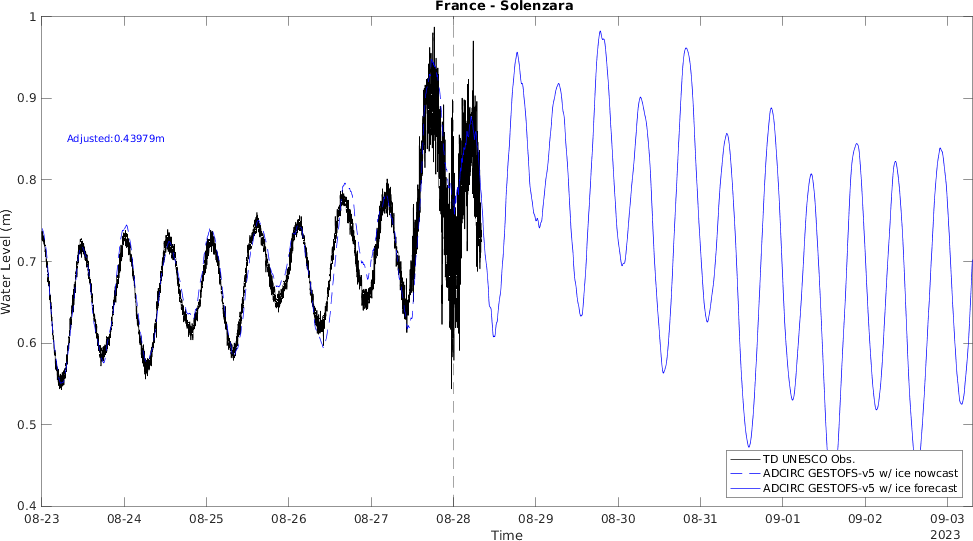 France - Solenzara
1
0.9
0.8
0.7
0.6
0.5
0.4
Water Level (m)
Adjusted:0.43979m
TD UNESCO Obs.
ADCIRC GESTOFS-v5 w/ ice nowcast
ADCIRC GESTOFS-v5 w/ ice forecast
08-23 08-24 08-25 08-26 08-27 08-28 08-29 08-30 08-31 09-01 09-02 09-03
2023
Time